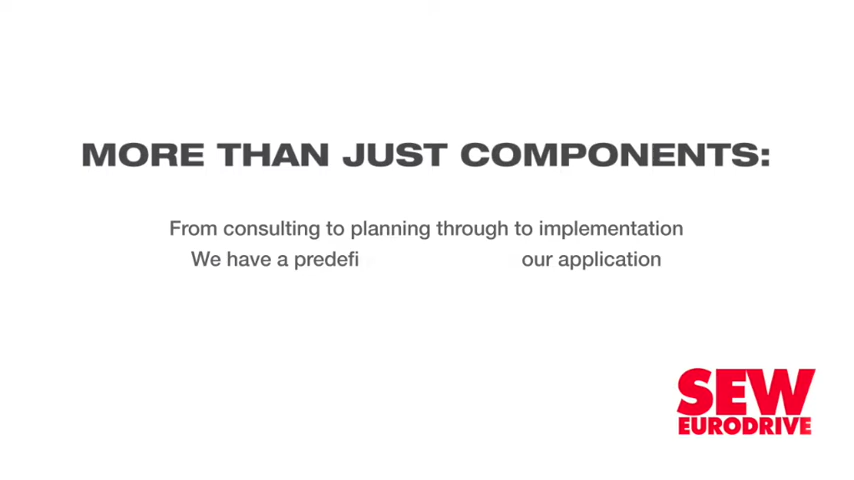 MORE THAN JUST COMPONENTS:
From consulting to planning through to implementation
We have a predefi our application
SEW
EURODRIVE